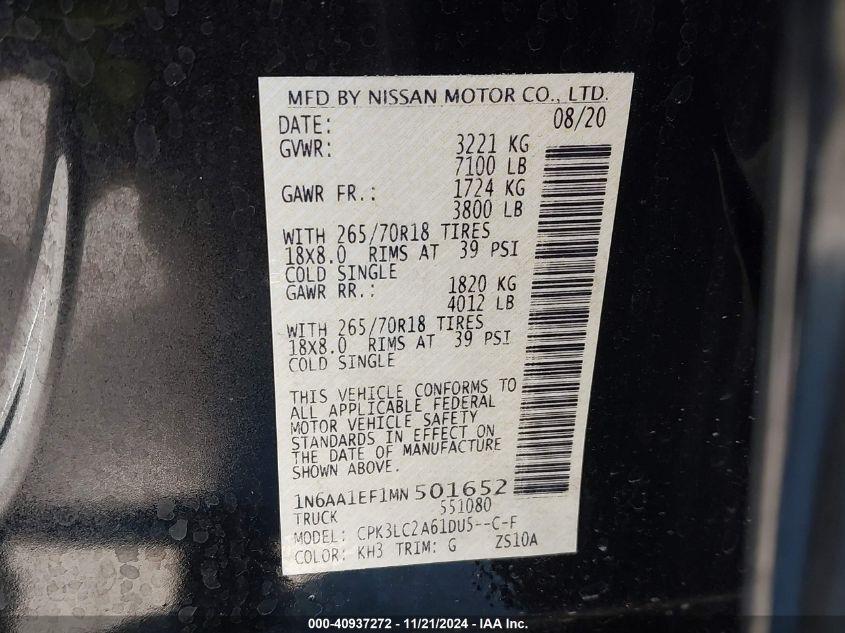 MFD BY NISSAN MOTOR CO., LTD.
DATE: 08/20
GVWR: 3221 KG
7100 LB
GAWR FR.: 1724 KG
3800 LB
WITH 265/70R18 TIRES
18X8.0 RIMS AT 39 PSI
COLD SINGLE
GAWR RR.: 1820 KG
4012 LB
WITH 265/70R18 TIRES
18X8.0 RIMS AT 39 PSI
COLD SINGLE
THIS VEHICLE CONFORMS TO
ALL APPLICABLE FEDERAL
MOTOR VEHICLE SAFETY
STANDARDS IN EFFECT ON
THE DATE OF MANUFACTURE
SHOWN ABOVE.
1N6AA1EF1MN 501652
TRUCK 551080
MODEL: CPK3LC2A61DU5--C-F
COLOR: KH3 TRIM: G ZS10A
000-40937272 - 11/21/2024 - IAA Inc.